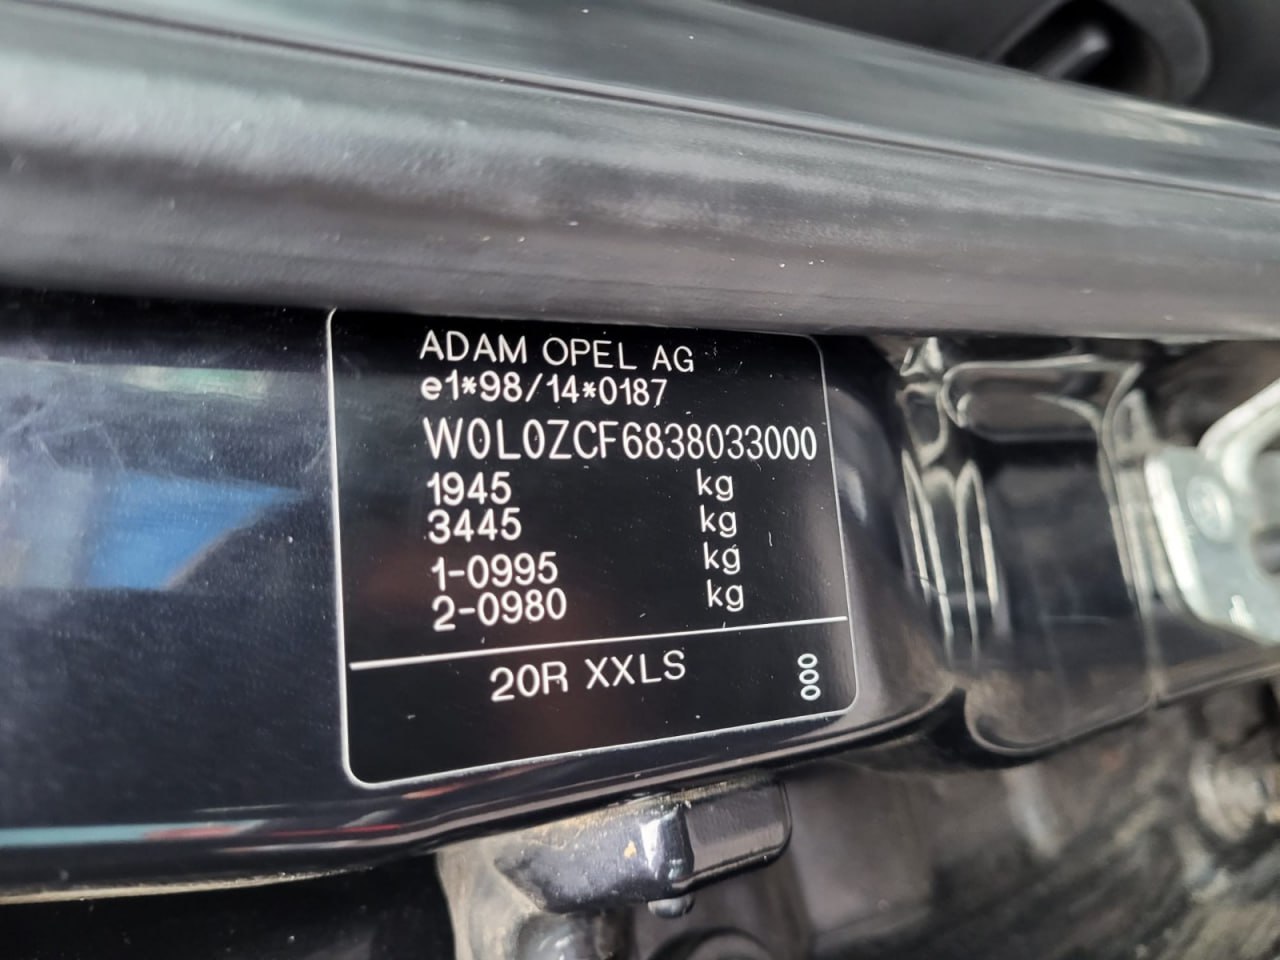 ADAM OPEL AG
e1*98/14*0187
W0L0ZCF6838033000
1945 kg
3445 kg
1-0995 kg
2-0980 kg
20R XXLS 000